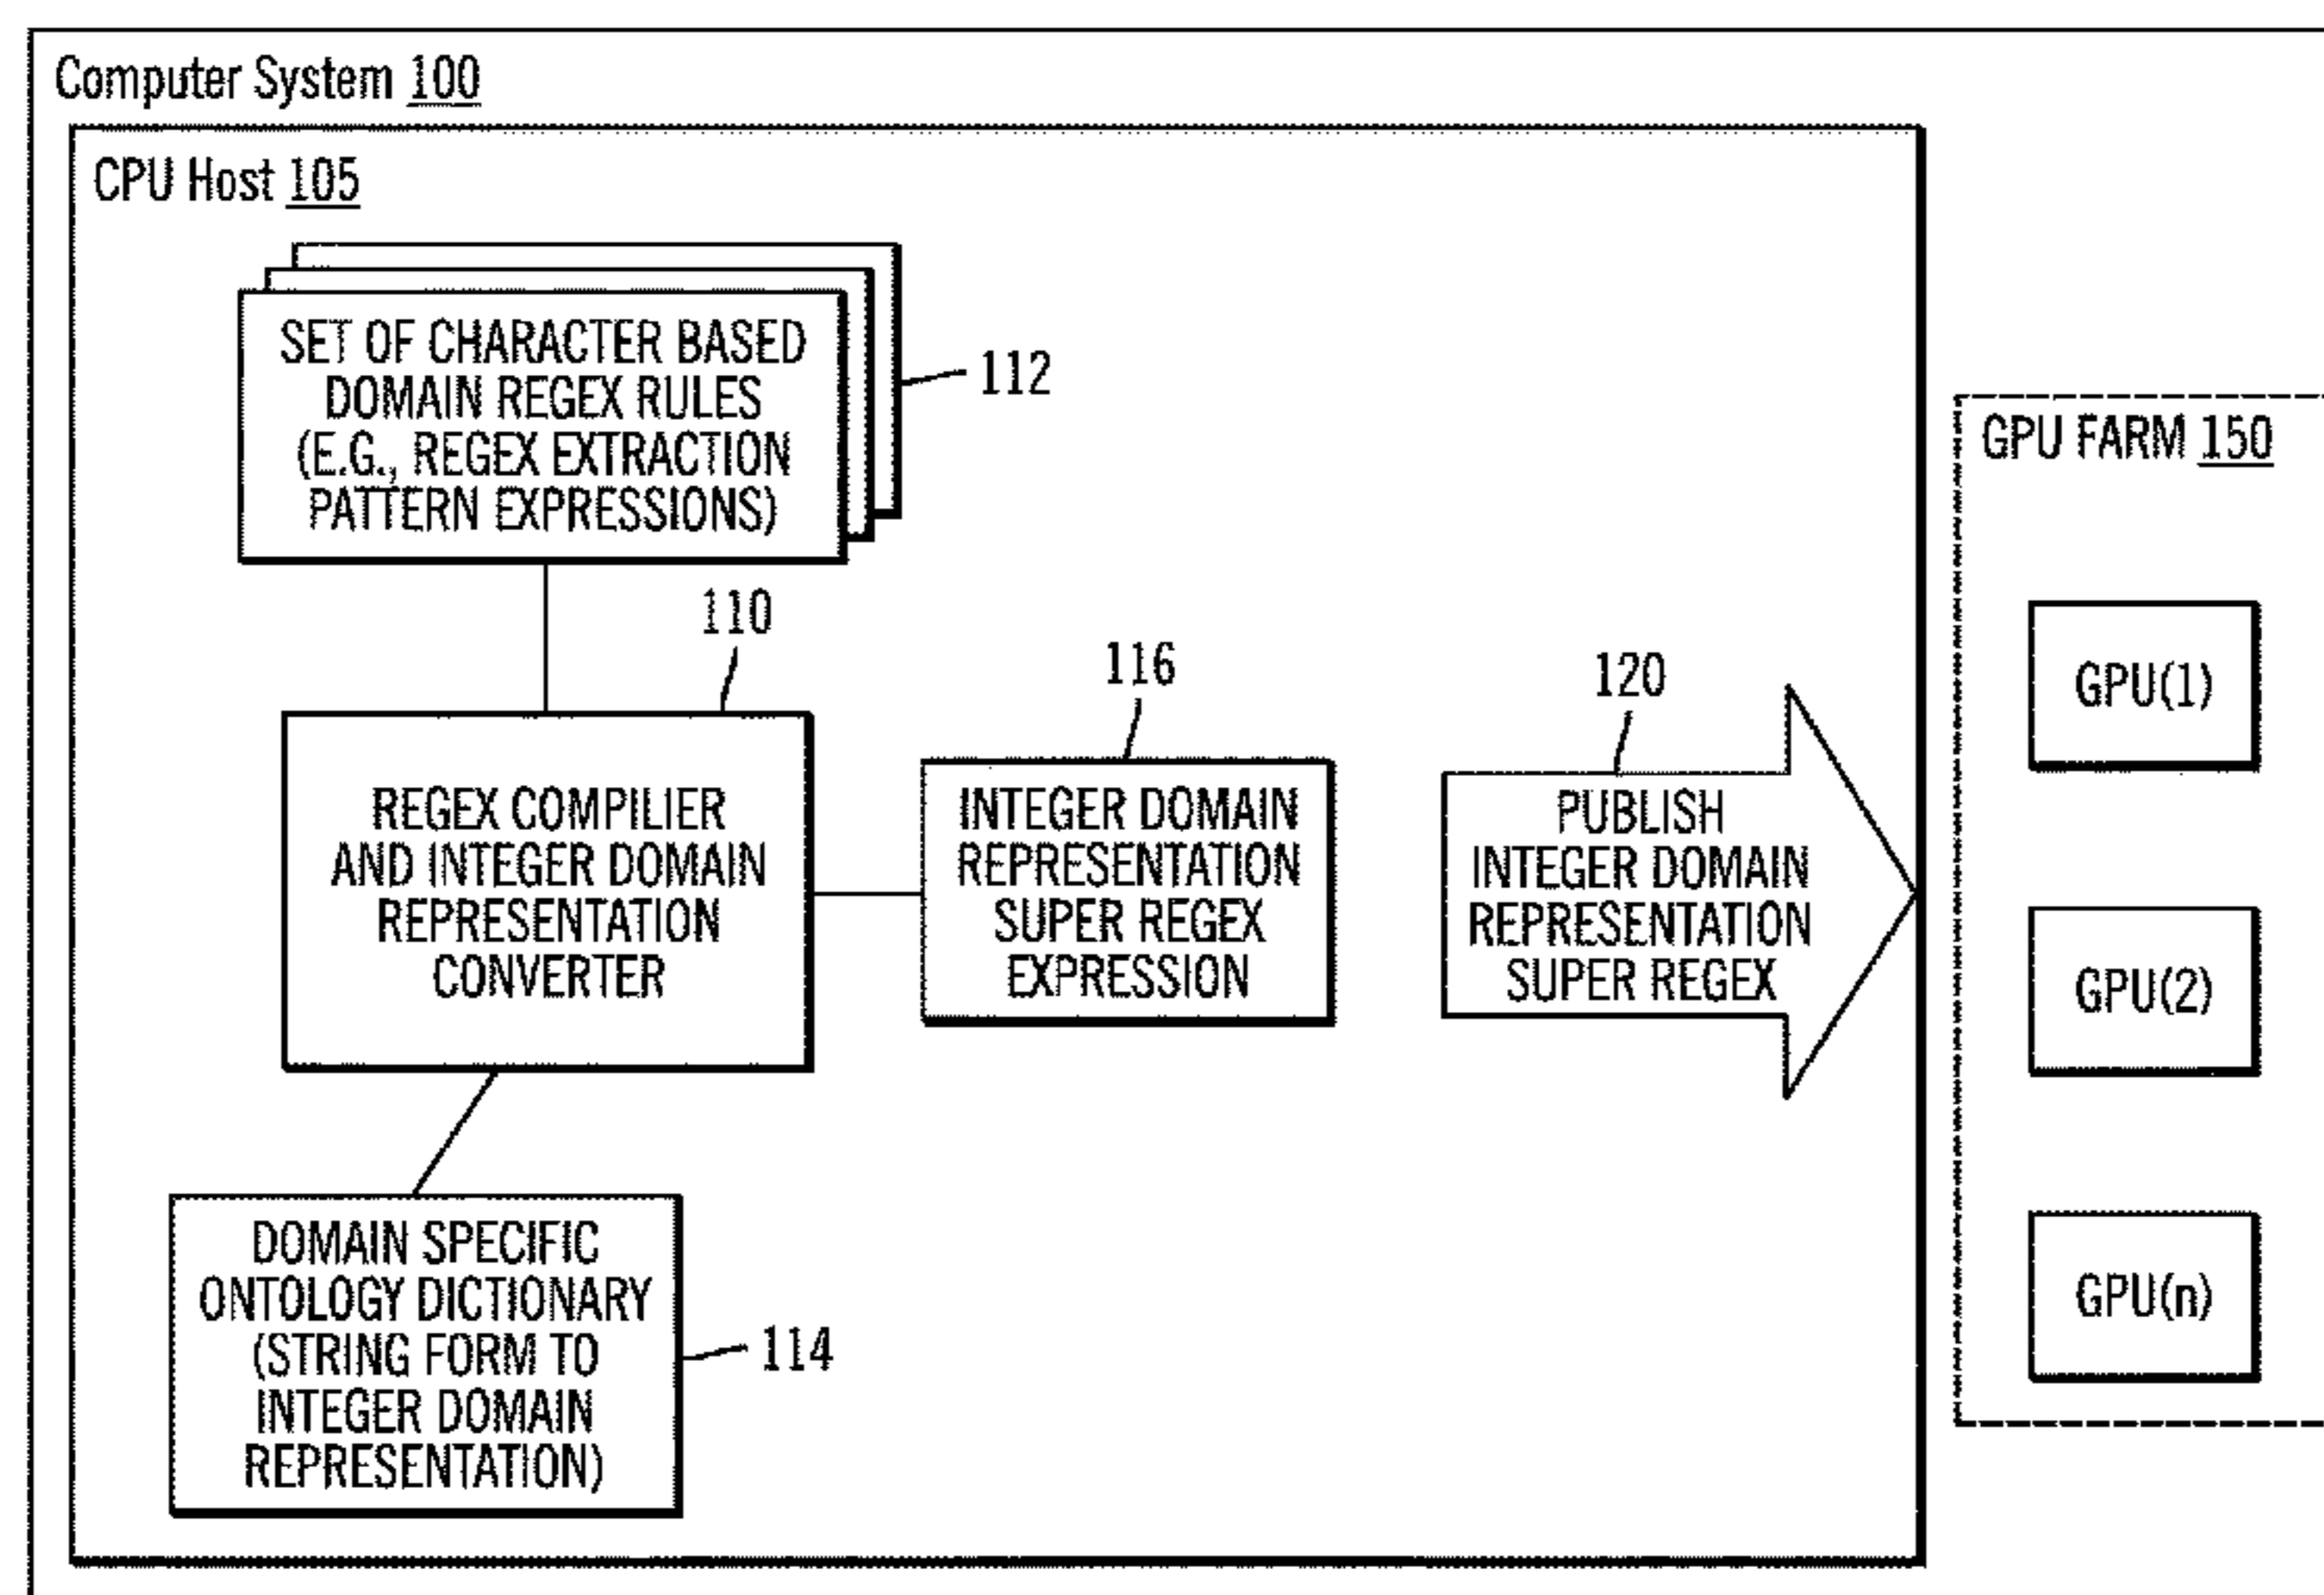 Computer System 100
CPU Host 105
SET OF CHARACTER BASED
DOMAIN REGEX RULES
(E.G., REGEX EXTRACTION
PATTERN EXPRESSIONS)
112
110
REGEX COMPILIER
AND INTEGER DOMAIN
REPRESENTATION
CONVERTER
116
INTEGER DOMAIN
REPRESENTATION
SUPER REGEX
EXPRESSION
120
PUBLISH
INTEGER DOMAIN
REPRESENTATION
SUPER REGEX
DOMAIN SPECIFIC
ONTOLOGY DICTIONARY
(STRING FORM TO
INTEGER DOMAIN
REPRESENTATION)
114
GPU FARM 150
GPU(1)
GPU(2)
GPU(n)